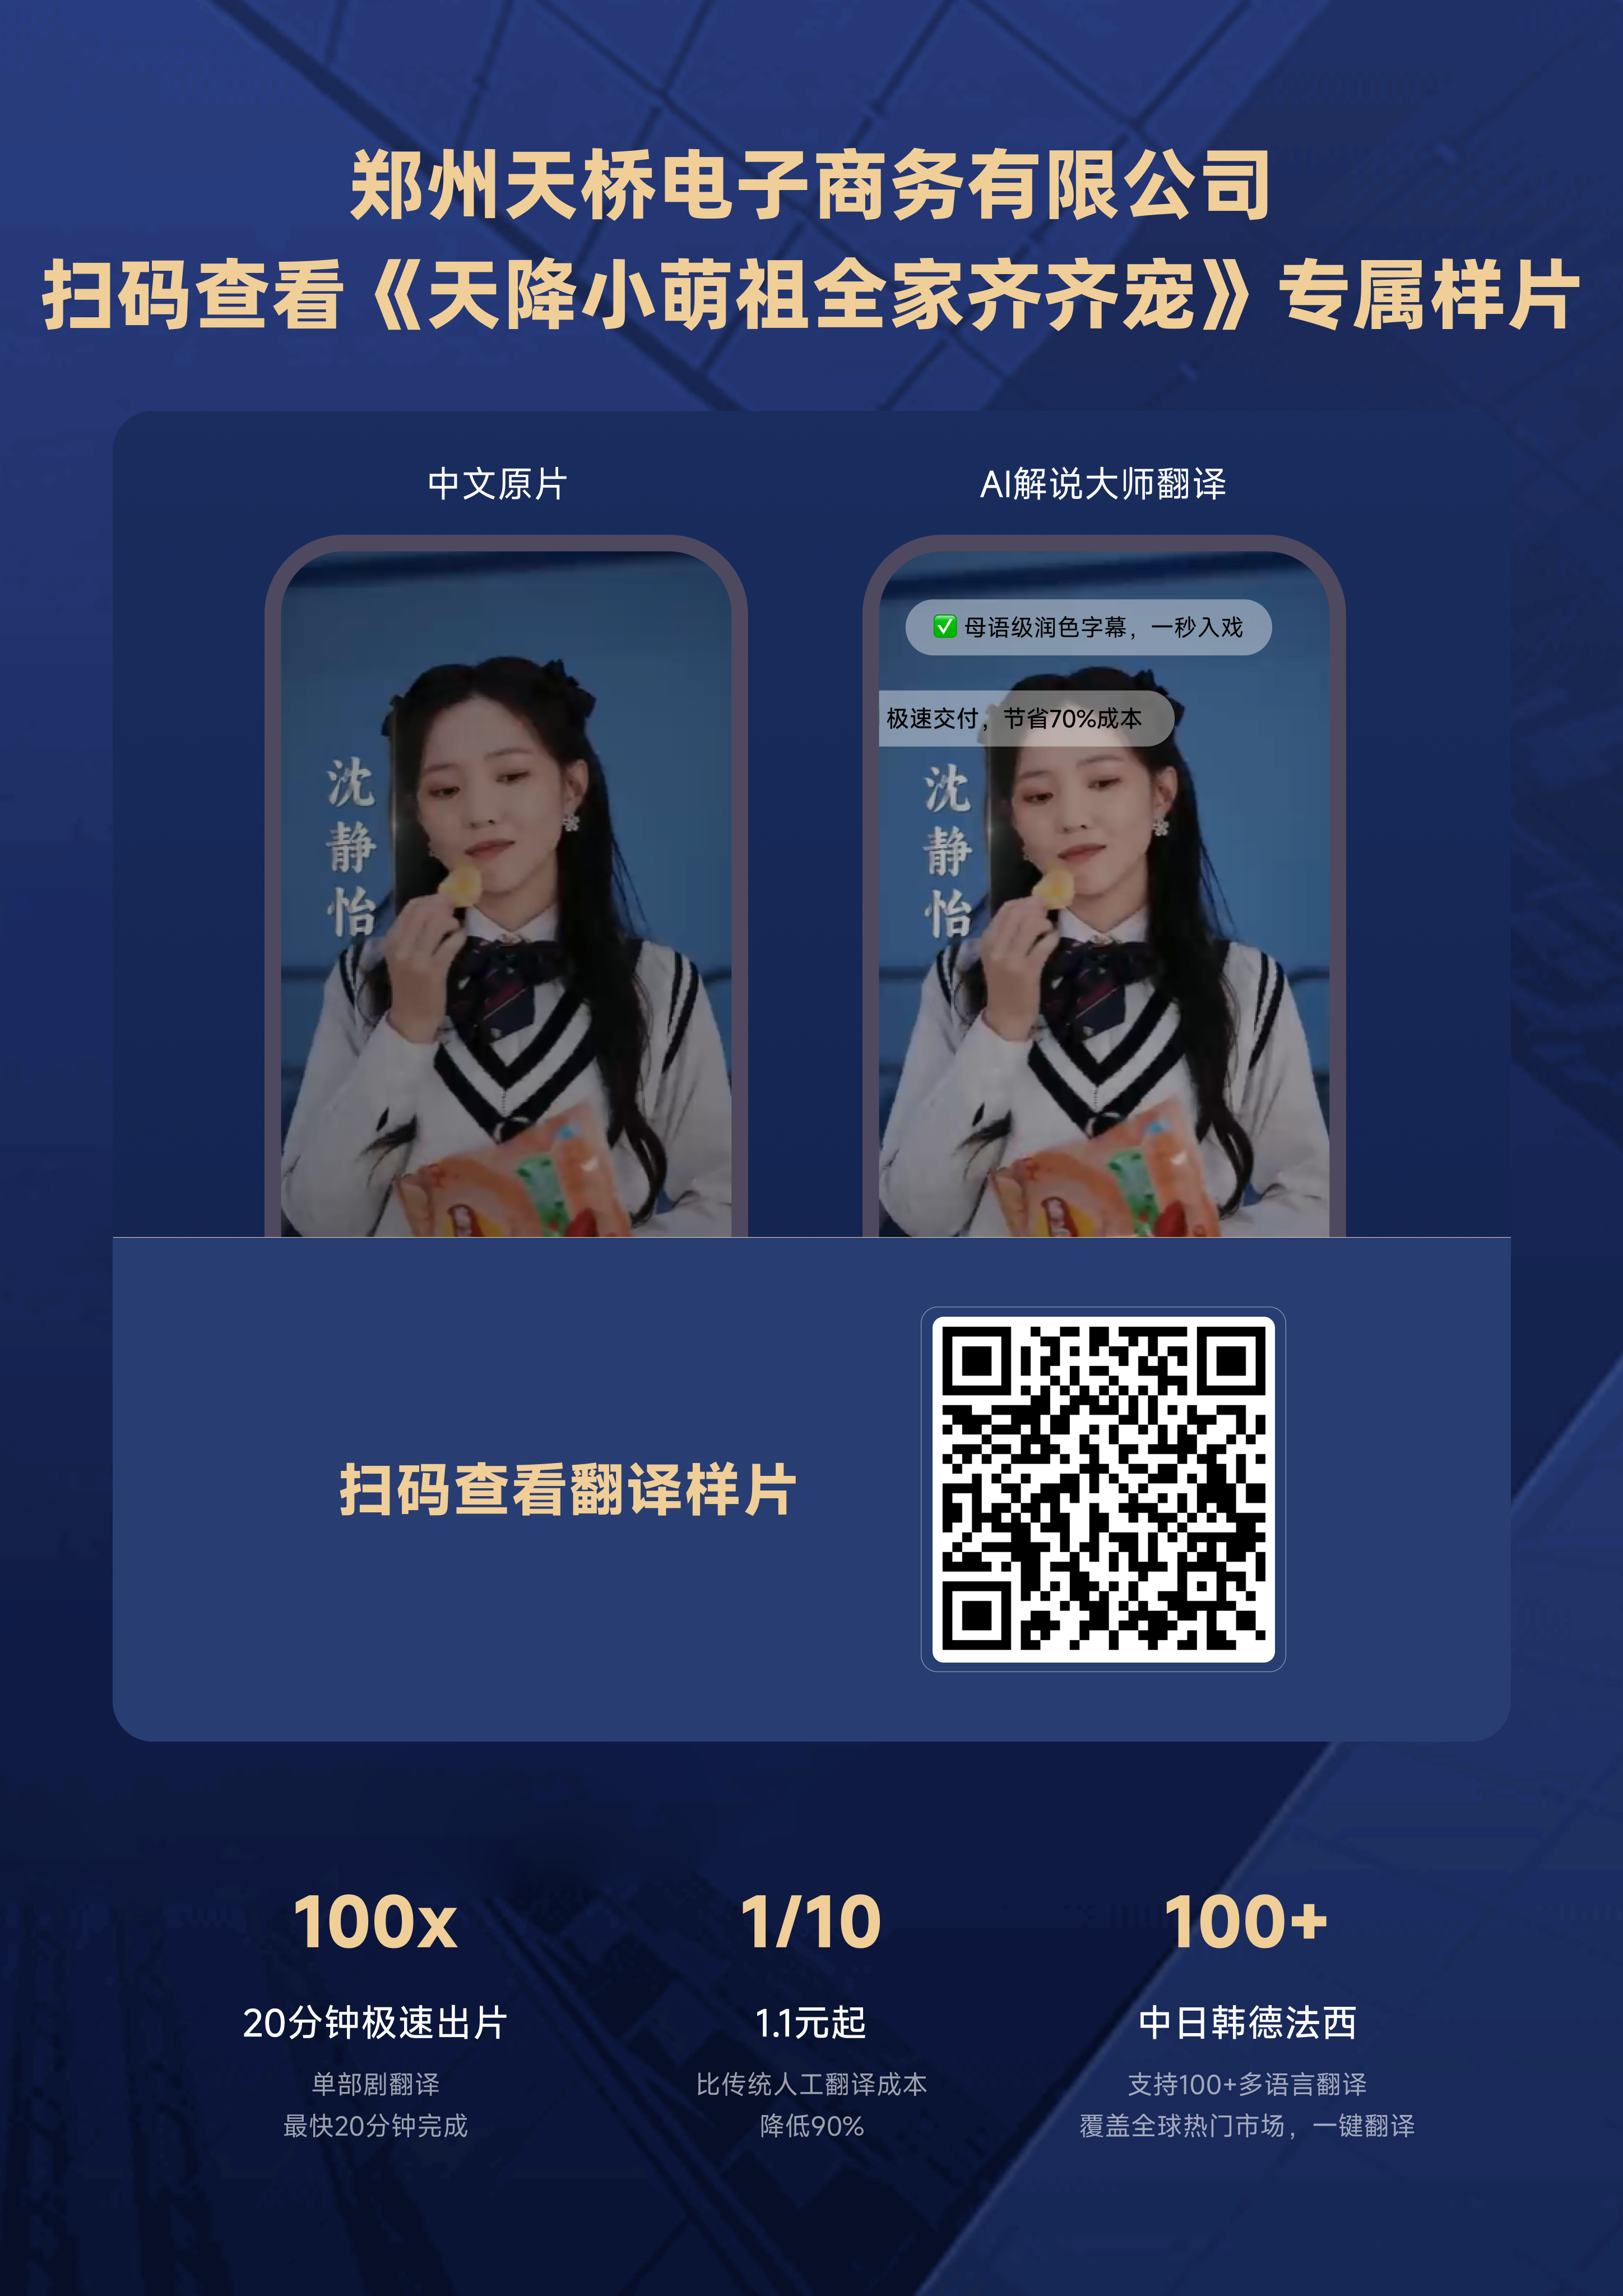 郑州天桥电子商务有限公司
扫码查看《天降小萌祖全家齐齐宠》专属样片
中文原片
AI解说大师翻译
沈静怡
✅ 母语级润色字幕，一秒入戏
极速交付，节省70%成本
沈静怡
扫码查看翻译样片
100x
20分钟极速出片
单部剧翻译
最快20分钟完成
1/10
1.1元起
比传统人工翻译成本
降低90%
100+
中日韩德法西
支持100+多语言翻译
覆盖全球热门市场，一键翻译